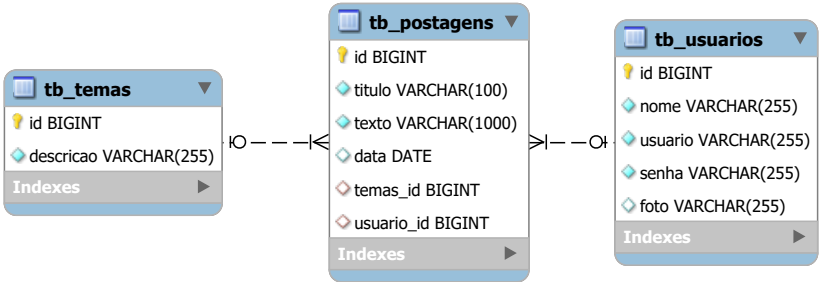 tb_temas
id BIGINT
descricao VARCHAR(255)
Indexes
tb_postagens
id BIGINT
titulo VARCHAR(100)
texto VARCHAR(1000)
data DATE
temas_id BIGINT
usuario_id BIGINT
Indexes
tb_usuarios
id BIGINT
nome VARCHAR(255)
usuario VARCHAR(255)
senha VARCHAR(255)
foto VARCHAR(255)
Indexes